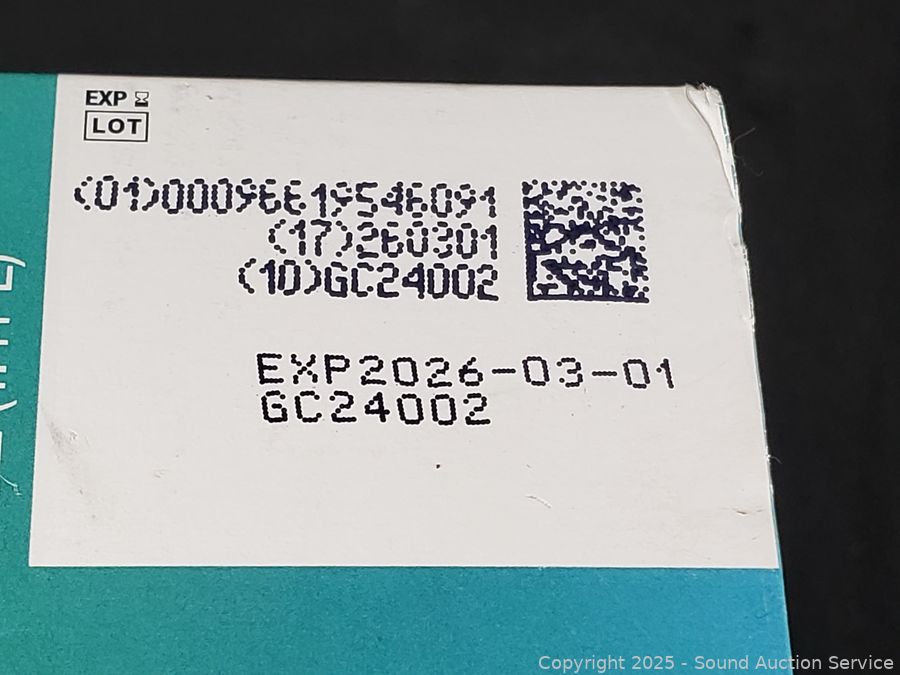 EXP
LOT
(01)00096619546091
(17)260301
(10)GC24002
EXP2026-03-01
GC24002
Copyright 2025 - Sound Auction Service